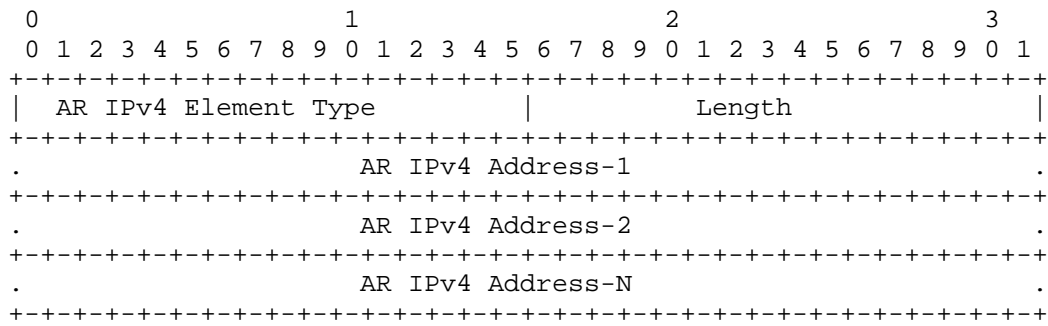 0                   1                   2                   3
 0 1 2 3 4 5 6 7 8 9 0 1 2 3 4 5 6 7 8 9 0 1 2 3 4 5 6 7 8 9 0 1
+-+-+-+-+-+-+-+-+-+-+-+-+-+-+-+-+-+-+-+-+-+-+-+-+-+-+-+-+-+-+-+-+
|  AR IPv4 Element Type         |          Length               |
+-+-+-+-+-+-+-+-+-+-+-+-+-+-+-+-+-+-+-+-+-+-+-+-+-+-+-+-+-+-+-+-+
.                     AR IPv4 Address-1                         .
+-+-+-+-+-+-+-+-+-+-+-+-+-+-+-+-+-+-+-+-+-+-+-+-+-+-+-+-+-+-+-+-+
.                     AR IPv4 Address-2                         .
+-+-+-+-+-+-+-+-+-+-+-+-+-+-+-+-+-+-+-+-+-+-+-+-+-+-+-+-+-+-+-+-+
.                     AR IPv4 Address-N                         .
+-+-+-+-+-+-+-+-+-+-+-+-+-+-+-+-+-+-+-+-+-+-+-+-+-+-+-+-+-+-+-+-+